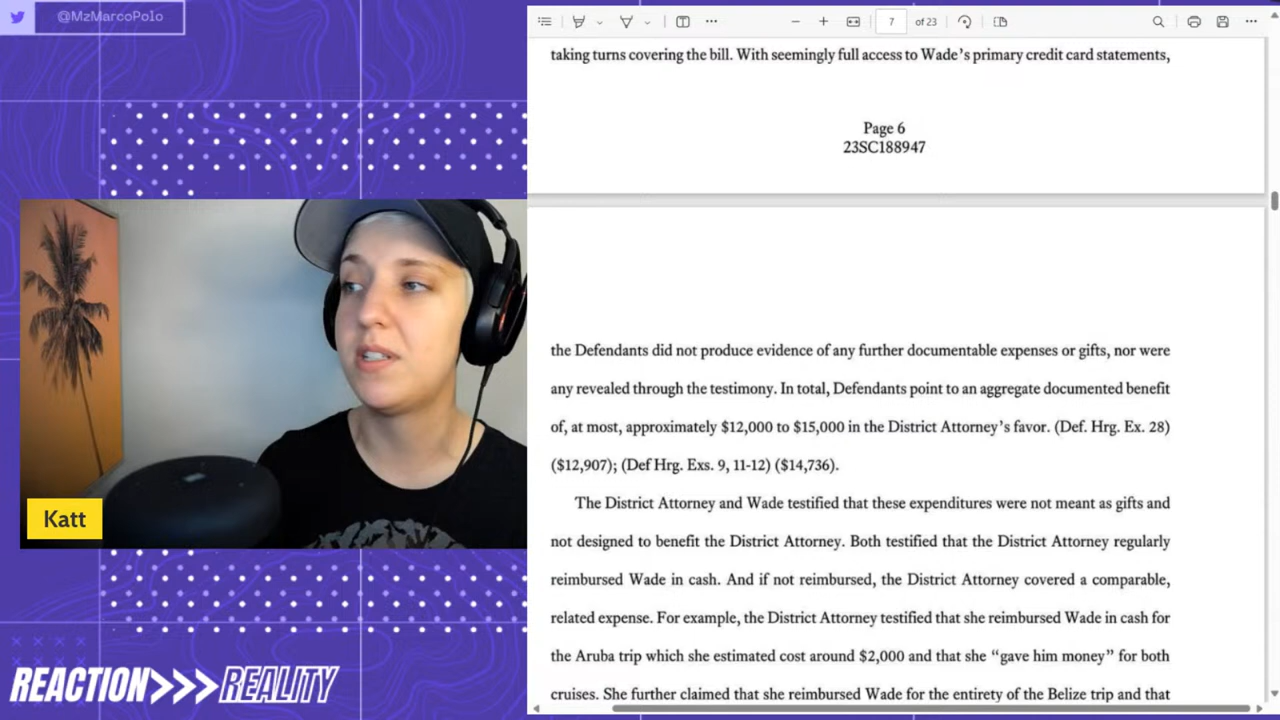 @MzMarcoPolo
7 of 23
taking turns covering the bill. With seemingly full access to Wade's primary credit card statements,
Page 6
23SC188947
the Defendants did not produce evidence of any further documentable expenses or gifts, nor were
any revealed through the testimony. In total, Defendants point to an aggregate documented benefit
of, at most, approximately $12,000 to $15,000 in the District Attorney's favor. (Def. Hrg. Ex. 28)
($12,907); (Def Hrg. Exs. 9, 11-12) ($14,736).
The District Attorney and Wade testified that these expenditures were not meant as gifts and
not designed to benefit the District Attorney. Both testified that the District Attorney regularly
reimbursed Wade in cash. And if not reimbursed, the District Attorney covered a comparable,
related expense. For example, the District Attorney testified that she reimbursed Wade in cash for
the Aruba trip which she estimated cost around $2,000 and that she “gave him money” for both
cruises. She further claimed that she reimbursed Wade for the entirety of the Belize trip and that
Katt
REACTION>>>REALITY